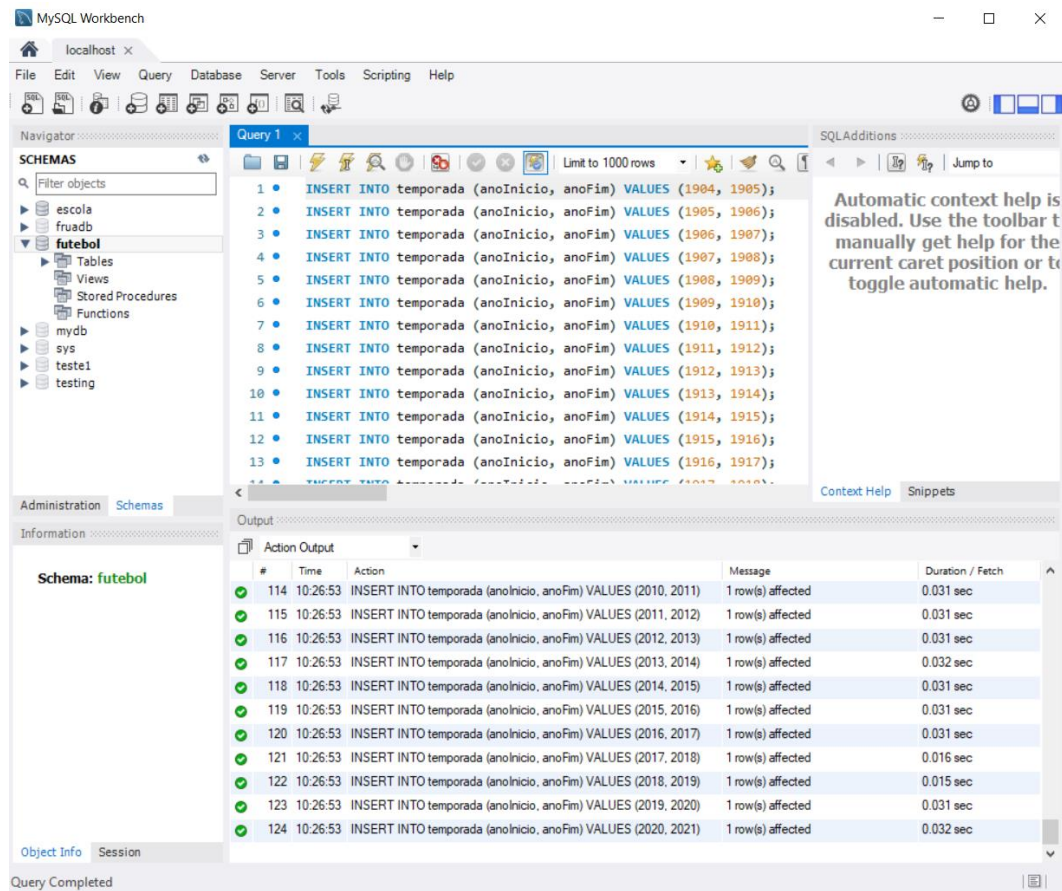 MySQL Workbench
localhost
File Edit View Query Database Server Tools Scripting Help
Navigator
SCHEMAS
Filter objects
escola
fruadb
futebol
Tables
Views
Stored Procedures
Functions
mydb
sys
teste1
testing
Administration Schemas
Information
Schema: futebol
Object Info Session
Query 1
Limit to 1000 rows
1 INSERT INTO temporada (anoInicio, anoFim) VALUES (1904, 1905);
2 INSERT INTO temporada (anoInicio, anoFim) VALUES (1905, 1906);
3 INSERT INTO temporada (anoInicio, anoFim) VALUES (1906, 1907);
4 INSERT INTO temporada (anoInicio, anoFim) VALUES (1907, 1908);
5 INSERT INTO temporada (anoInicio, anoFim) VALUES (1908, 1909);
6 INSERT INTO temporada (anoInicio, anoFim) VALUES (1909, 1910);
7 INSERT INTO temporada (anoInicio, anoFim) VALUES (1910, 1911);
8 INSERT INTO temporada (anoInicio, anoFim) VALUES (1911, 1912);
9 INSERT INTO temporada (anoInicio, anoFim) VALUES (1912, 1913);
10 INSERT INTO temporada (anoInicio, anoFim) VALUES (1913, 1914);
11 INSERT INTO temporada (anoInicio, anoFim) VALUES (1914, 1915);
12 INSERT INTO temporada (anoInicio, anoFim) VALUES (1915, 1916);
13 INSERT INTO temporada (anoInicio, anoFim) VALUES (1916, 1917);
SQLAdditions
Jump to
Automatic context help is
disabled. Use the toolbar t
manually get help for the
current caret position or to
toggle automatic help.
Context Help Snippets
Output
Action Output
# Time Action Message Duration / Fetch
114 10:26:53 INSERT INTO temporada (anoInicio, anoFim) VALUES (2010, 2011) 1 row(s) affected 0.031 sec
115 10:26:53 INSERT INTO temporada (anoInicio, anoFim) VALUES (2011, 2012) 1 row(s) affected 0.031 sec
116 10:26:53 INSERT INTO temporada (anoInicio, anoFim) VALUES (2012, 2013) 1 row(s) affected 0.031 sec
117 10:26:53 INSERT INTO temporada (anoInicio, anoFim) VALUES (2013, 2014) 1 row(s) affected 0.032 sec
118 10:26:53 INSERT INTO temporada (anoInicio, anoFim) VALUES (2014, 2015) 1 row(s) affected 0.031 sec
119 10:26:53 INSERT INTO temporada (anoInicio, anoFim) VALUES (2015, 2016) 1 row(s) affected 0.031 sec
120 10:26:53 INSERT INTO temporada (anoInicio, anoFim) VALUES (2016, 2017) 1 row(s) affected 0.031 sec
121 10:26:53 INSERT INTO temporada (anoInicio, anoFim) VALUES (2017, 2018) 1 row(s) affected 0.016 sec
122 10:26:53 INSERT INTO temporada (anoInicio, anoFim) VALUES (2018, 2019) 1 row(s) affected 0.015 sec
123 10:26:53 INSERT INTO temporada (anoInicio, anoFim) VALUES (2019, 2020) 1 row(s) affected 0.031 sec
124 10:26:53 INSERT INTO temporada (anoInicio, anoFim) VALUES (2020, 2021) 1 row(s) affected 0.032 sec
Query Completed